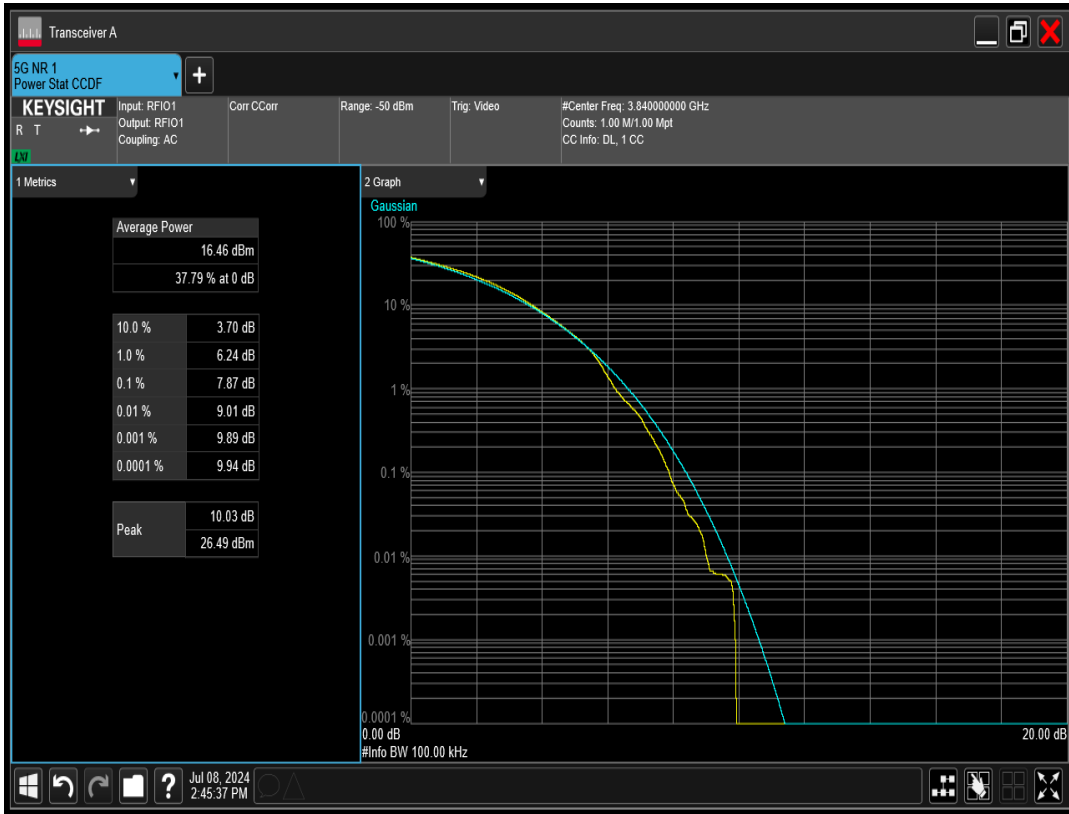 Transceiver A
5G NR 1
Power Stat CCDF
+
KEYSIGHT
R T
LXI
Input: RFIO1
Output: RFIO1
Coupling: AC
Corr CCorr
Range: -50 dBm
Trig: Video
#Center Freq: 3.840000000 GHz
Counts: 1.00 M/1.00 Mpt
CC Info: DL, 1 CC
1 Metrics
Average Power
16.46 dBm
37.79 % at 0 dB
10.0 % 3.70 dB
1.0 % 6.24 dB
0.1 % 7.87 dB
0.01 % 9.01 dB
0.001 % 9.89 dB
0.0001 % 9.94 dB
Peak 10.03 dB
26.49 dBm
2 Graph
Gaussian
100 %
10 %
1 %
0.1 %
0.01 %
0.001 %
0.0001 %
0.00 dB 20.00 dB
#Info BW 100.00 kHz
?
Jul 08, 2024
2:45:37 PM